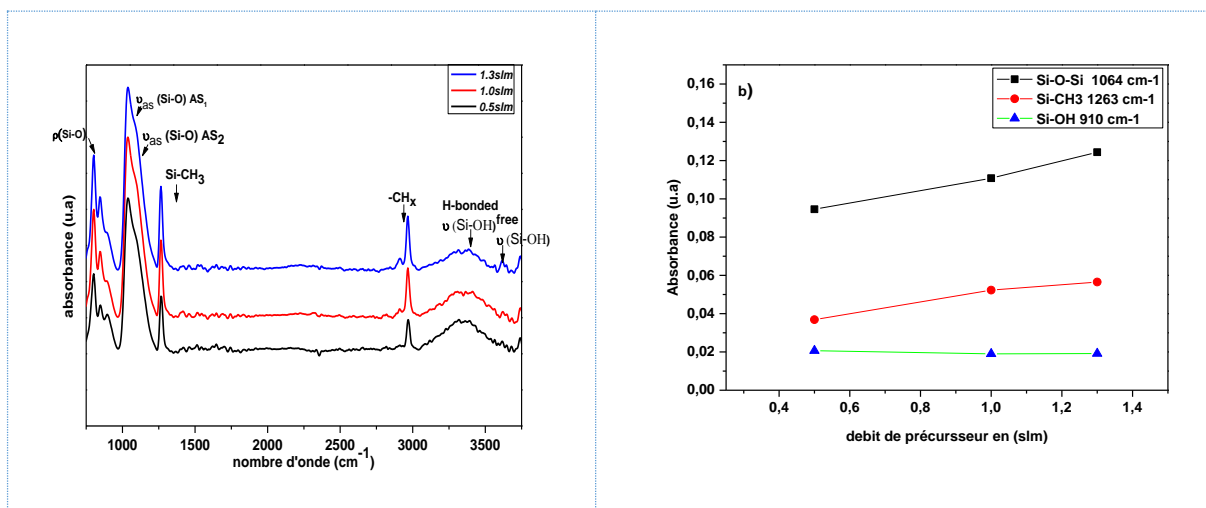 1.3slm
1.0slm
0.5slm
υas (Si-O) AS1
ρ(Si-O)
υas (Si-O) AS2
Si-CH3
-CHx
H-bonded
υ (Si-OH)
free
υ (Si-OH)
absorbance (u.a)
1000 1500 2000 2500 3000 3500
nombre d'onde (cm-1)
b)
Si-O-Si 1064 cm-1
Si-CH3 1263 cm-1
Si-OH 910 cm-1
0,16
0,14
0,12
0,10
0,08
0,06
0,04
0,02
0,00
Absorbance (u.a)
0,4 0,6 0,8 1,0 1,2 1,4
debit de précursseur en (slm)